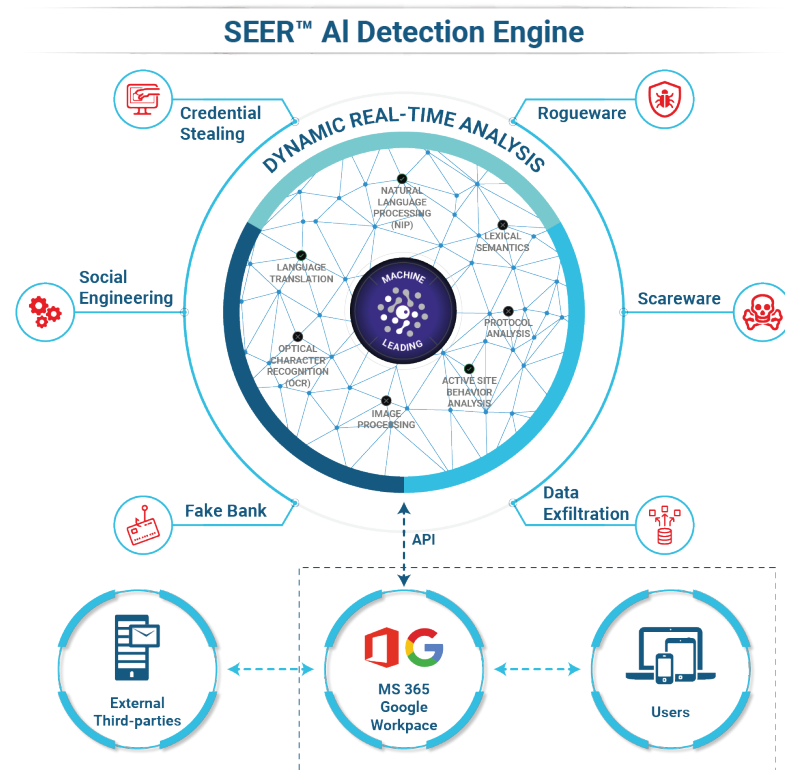 SEER™ AI Detection Engine
Credential
Stealing
Rogueware
DYNAMIC REAL-TIME ANALYSIS
NATURAL
LANGUAGE
PROCESSING
(NIP)
LEXICAL
SEMANTICS
LANGUAGE
TRANSLATION
MACHINE
LEADING
Social
Engineering
Scareware
PROTOCOL
ANALYSIS
OPTICAL
CHARACTER
RECOGNITION
(OCR)
ACTIVE SITE
BEHAVIOR
ANALYSIS
IMAGE
PROCESSING
Fake Bank
Data
Exfiltration
API
External
Third-parties
MS 365
Google
Workpace
Users